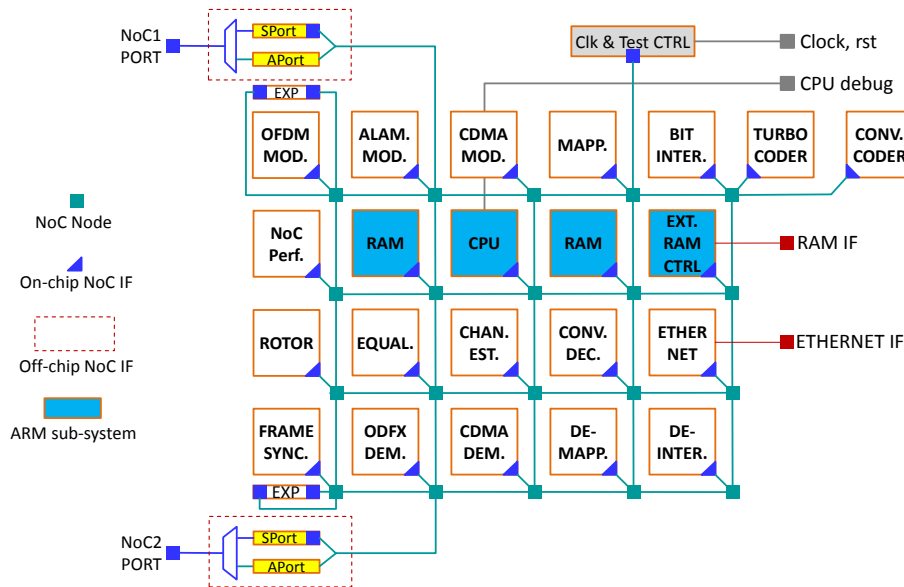 NoC1
PORT
SPort
APort
Clk & Test CTRL
Clock, rst
CPU debug
EXP
OFDM
MOD.
ALAM.
MOD.
CDMA
MOD.
MAPP.
BIT
INTER.
TURBO
CODER
CONV.
CODER
NoC Node
On-chip NoC IF
Off-chip NoC IF
ARM sub-system
NoC
Perf.
RAM
CPU
RAM
EXT.
RAM
CTRL
RAM IF
ROTOR
EQUAL.
CHAN.
EST.
CONV.
DEC.
ETHER
NET
ETHERNET IF
FRAME
SYNC.
ODFX
DEM.
CDMA
DEM.
DE-
MAPP.
DE-
INTER.
EXP
NoC2
PORT
SPort
APort